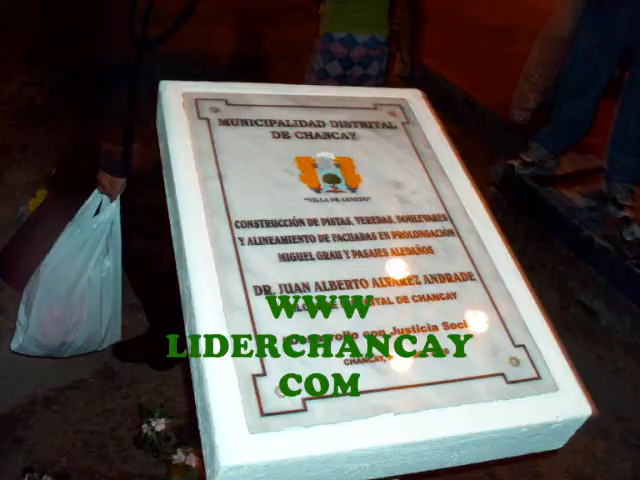 MUNICIPALIDAD DISTRITAL
DE CHANCAY
"VILLA DE ARNEDO"
CONSTRUCCIÓN DE PISTAS, VEREDAS, BOULEVARES
Y ALINEAMIENTO DE FACHADAS EN PROLONGACIÓN
MIGUEL GRAU Y PASAJES ALEDAÑOS
DR. JUAN ALBERTO ALVAREZ ANDRADE
DE CHANCAY
con Justicia Soci
CHANCAY,
WWW
LIDERCHANCAY
COM